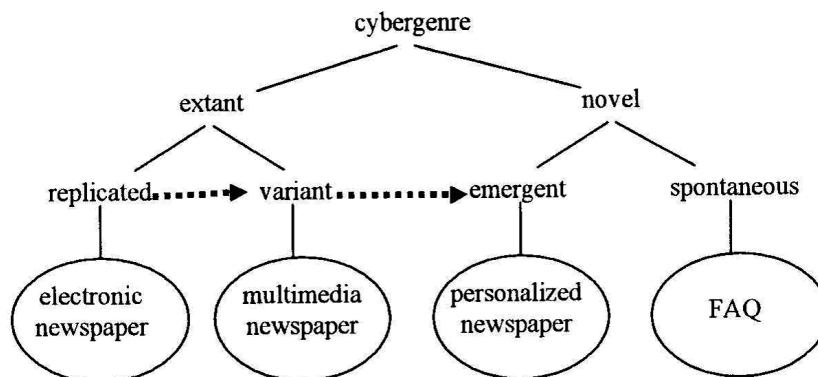 cybergenre
extant novel
replicated variant emergent spontaneous
electronic newspaper
multimedia newspaper
personalized newspaper
FAQ